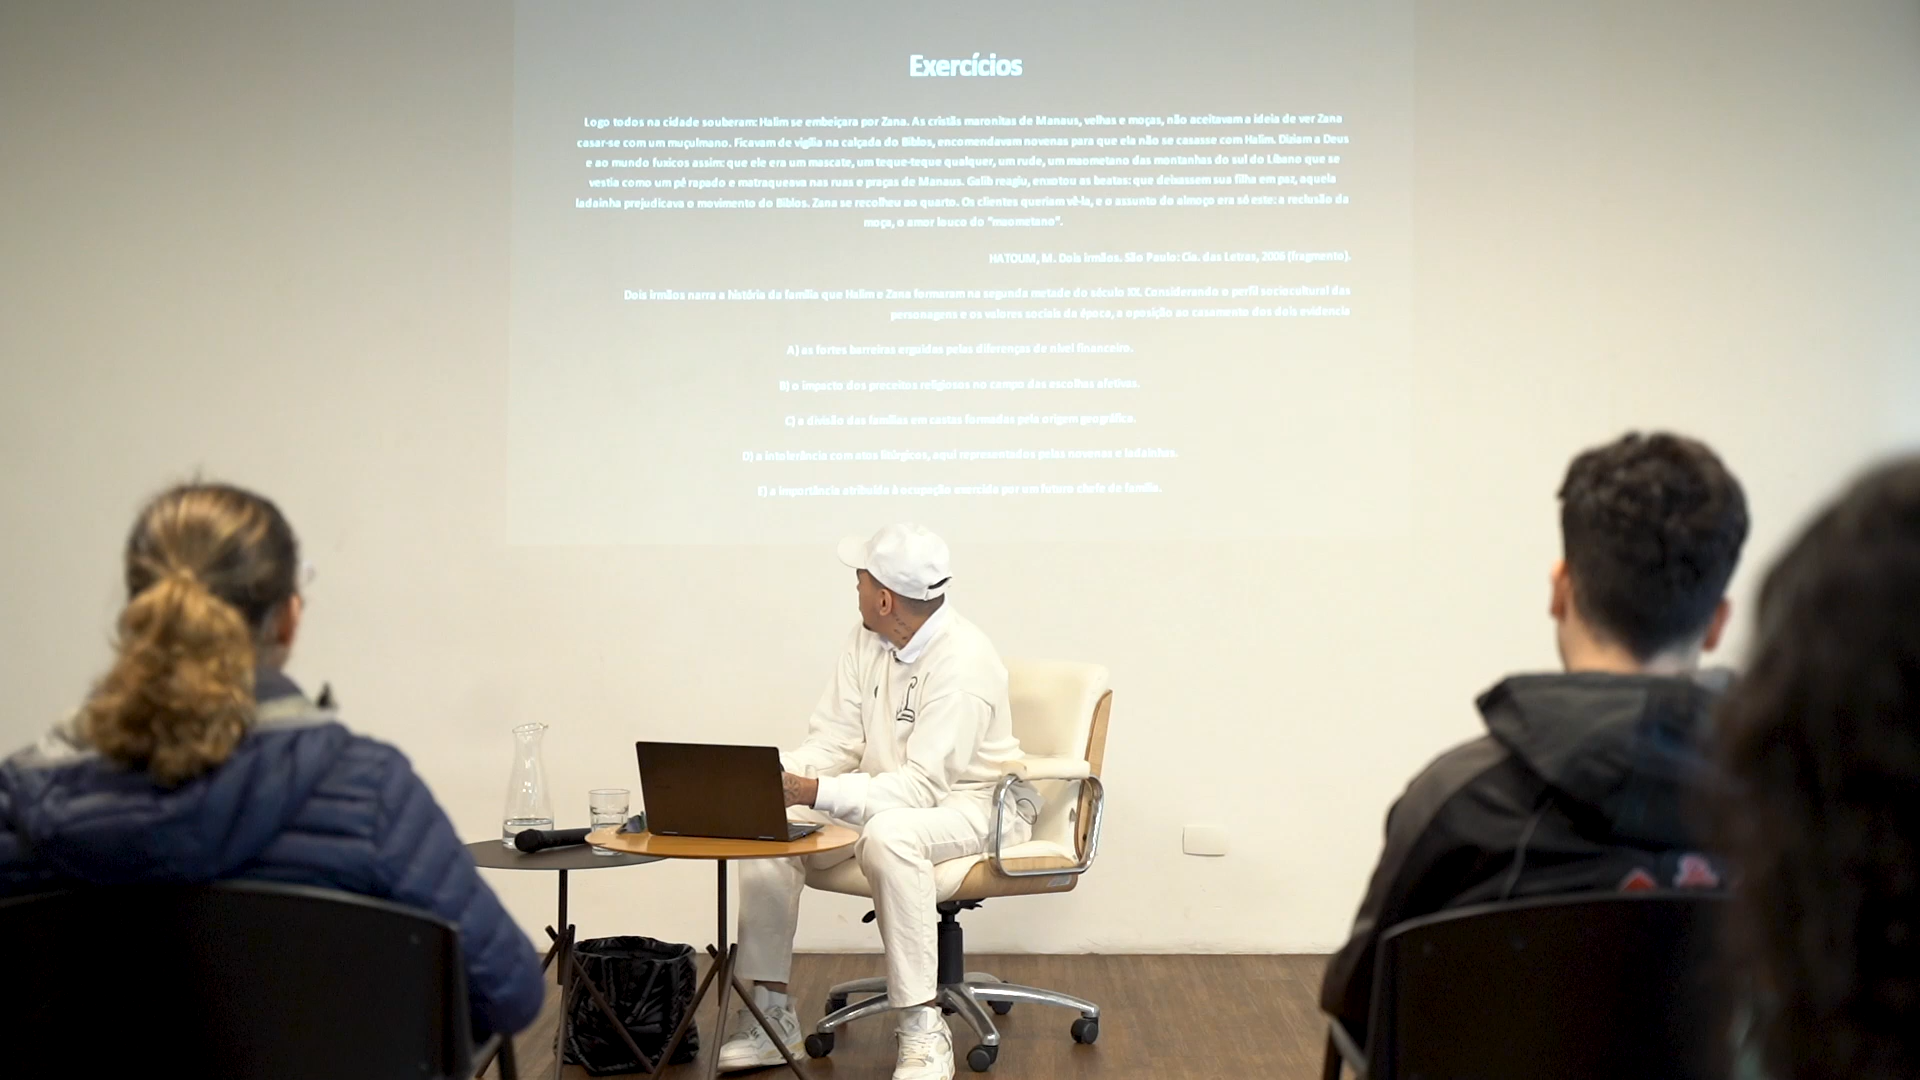 Exercícios
Logo todos na cidade souberam: Halim se embeiçara por Zana. As cristãs maronitas de Manaus, velhas e moças, não aceitavam a ideia de ver Zana
casar-se com um muçulmano. Ficavam de vigília na calçada do Biblos, encomendavam novenas para que ela não se casasse com Halim. Diziam a Deus
e ao mundo fuxicos assim: que ele era um mascate, um teque-teque qualquer, um rude, um maometano das montanhas do sul do Líbano que se
vestia como um pé rapado e matraqueava nas ruas e praças de Manaus. Galib reagiu, enxotou as beatas: que deixassem sua filha em paz, aquela
ladainha prejudicava o movimento do Biblos. Zana se recolheu ao quarto. Os clientes queriam vê-la, e o assunto do almoço era só este: a reclusão da
moça, o amor louco do "maometano".
HATOUM, M. Dois irmãos. São Paulo: Cia. das Letras, 2006 (fragmento).
Dois irmãos narra a história da família que Halim e Zana formaram na segunda metade do século XX. Considerando o perfil sociocultural das
personagens e os valores sociais da época, a oposição ao casamento dos dois evidencia
A) as fortes barreiras erguidas pelas diferenças de nível financeiro.
B) o impacto dos preceitos religiosos no campo das escolhas afetivas.
C) a divisão das famílias em castas formadas pela origem geográfica.
D) a intolerância com atos litúrgicos, aqui representados pelas novenas e ladainhas.
E) a importância atribuída à ocupação exercida por um futuro chefe de família.